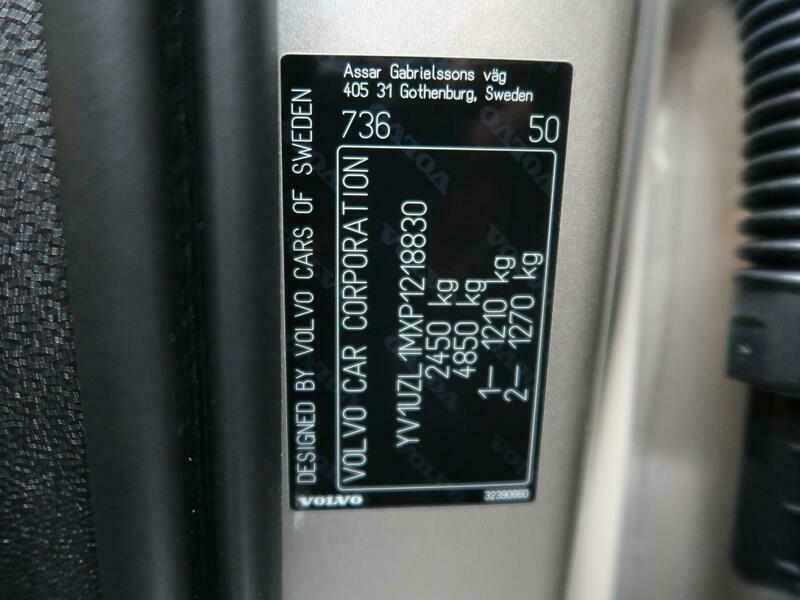 Assar Gabrielssons väg
405 31 Gothenburg, Sweden
736 50
DESIGNED BY VOLVO CARS OF SWEDEN
VOLVO CAR CORPORATION
YV1UZL1MXP1218830
2450 kg
4850 kg
1– 1210 kg
2– 1270 kg
VOLVO
32390660